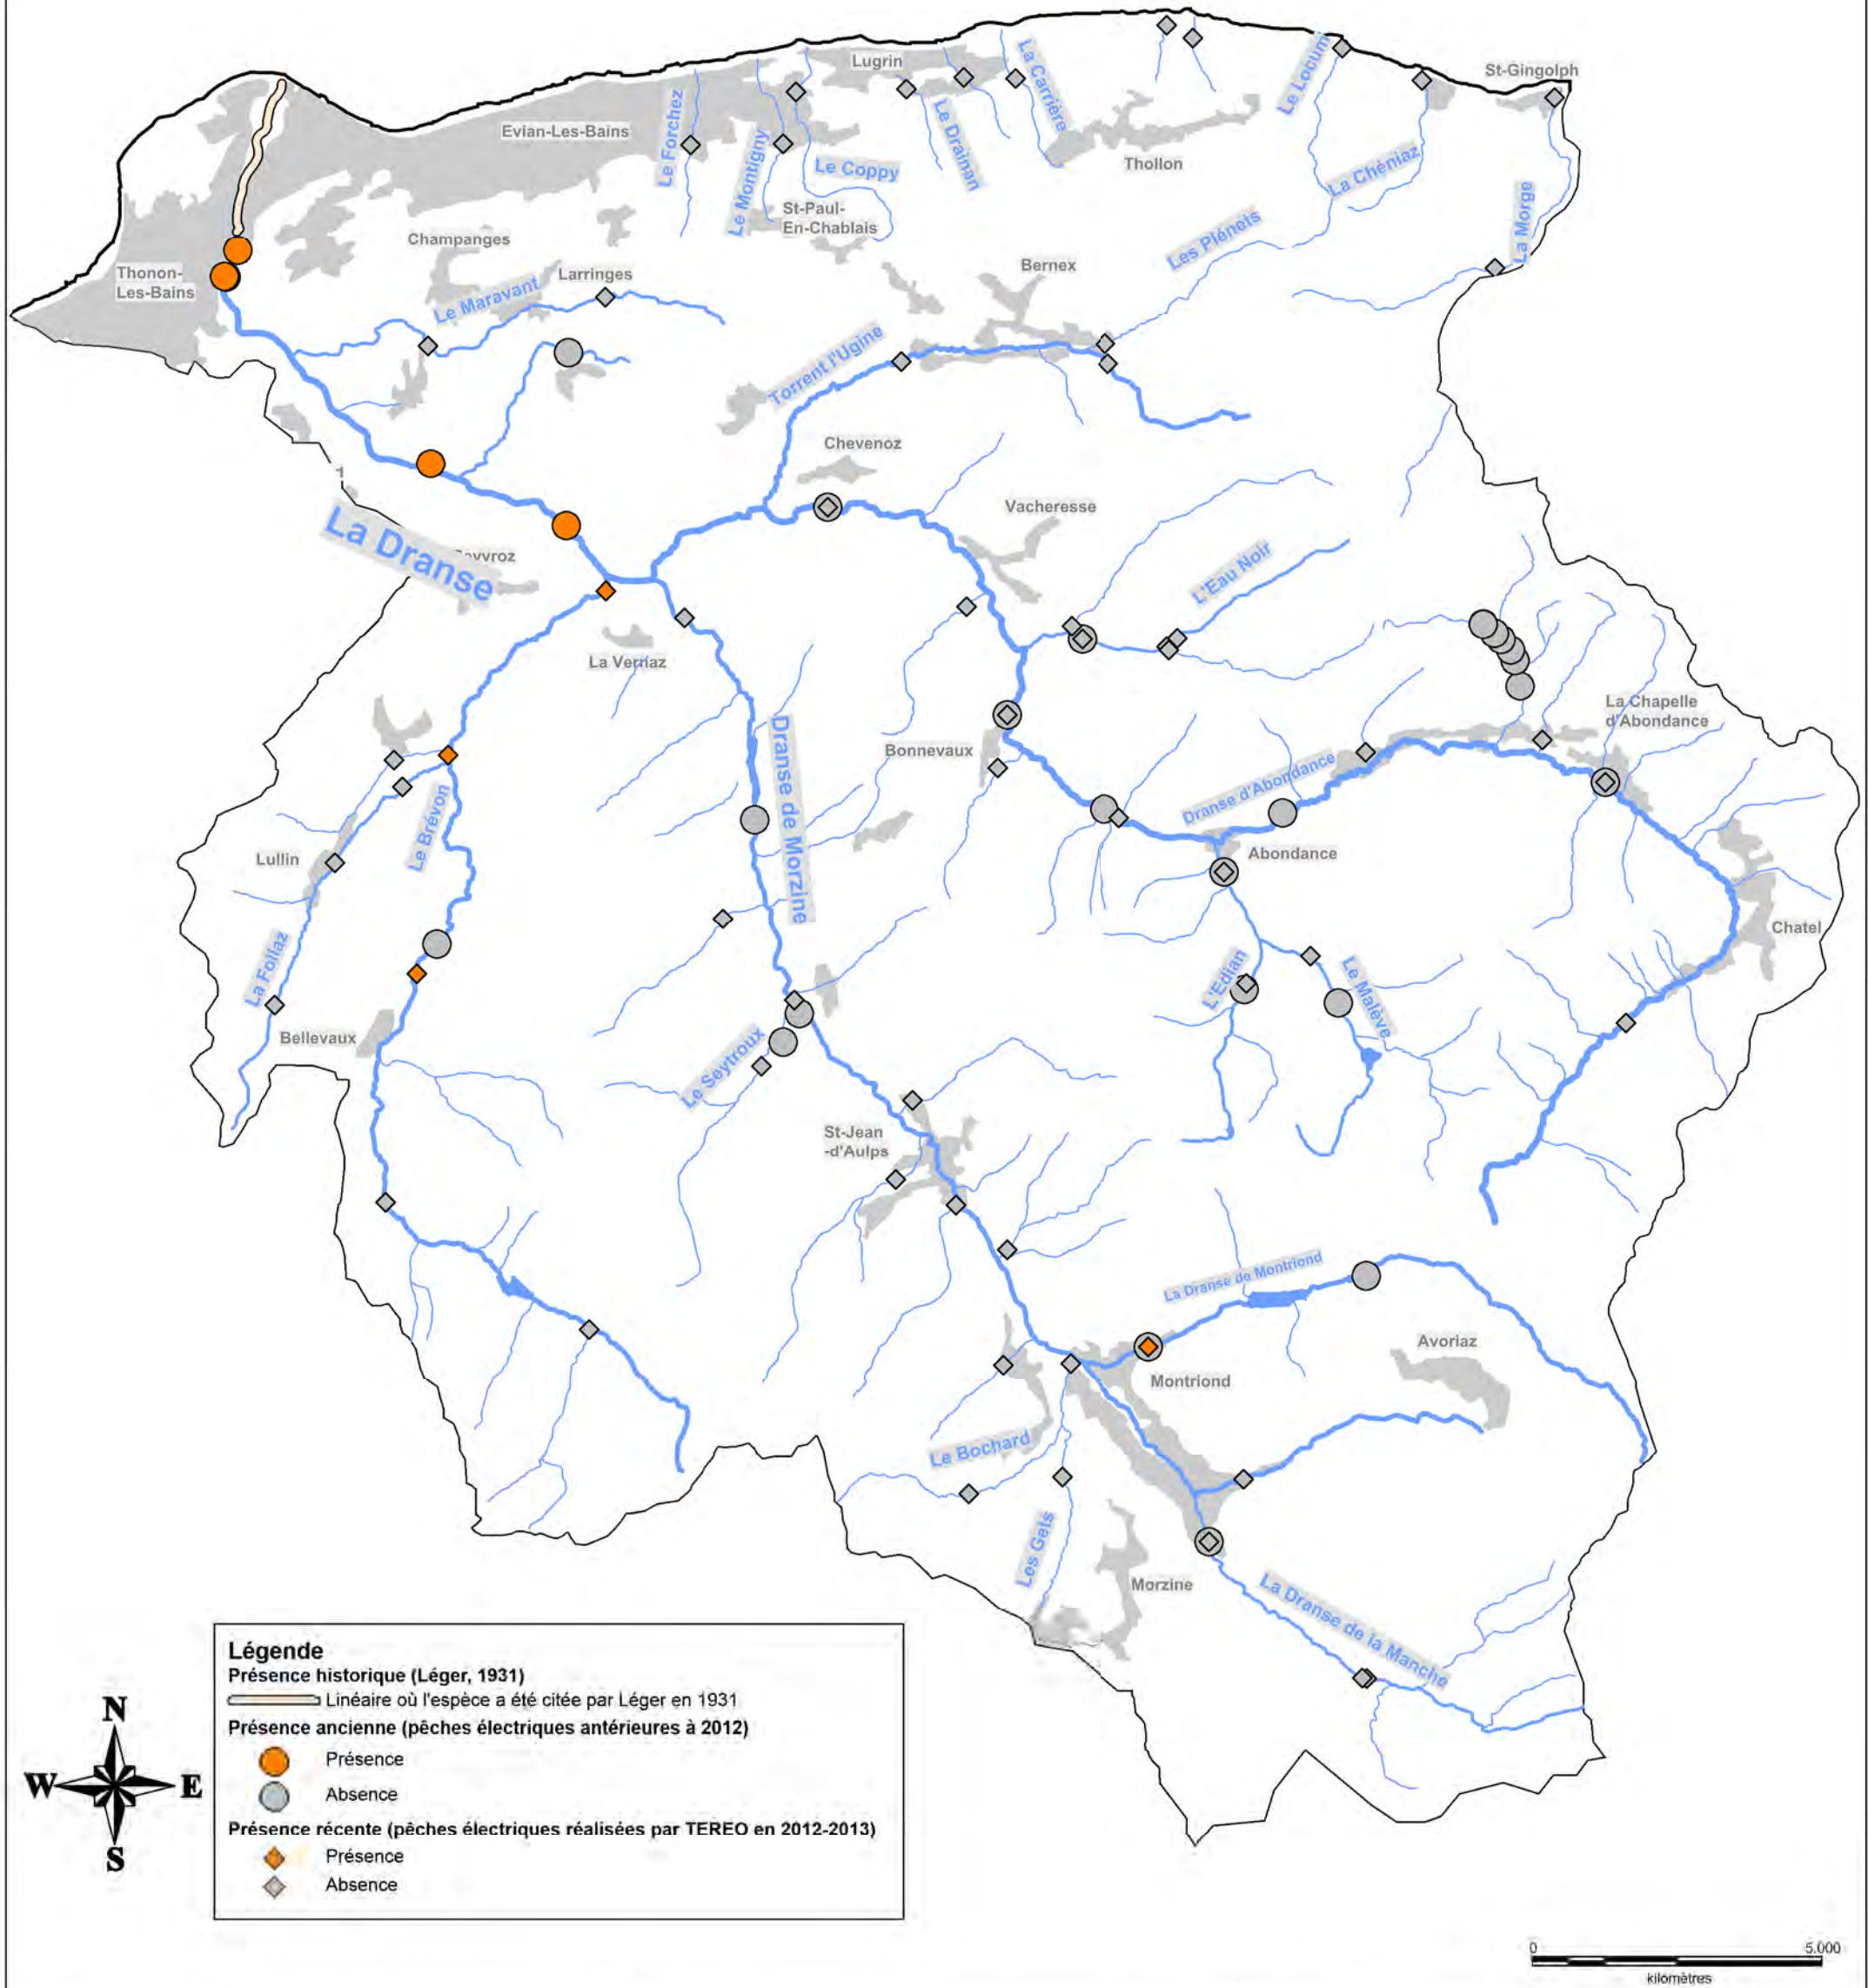 Lugrin
St-Gingolph
La Carrière
Le Locum
Evian-Les-Bains
Le Forchez
Le Montigny
Le Coppy
Le Drainan
Thollon
La Chéniaz
La Morge
St-Paul-
En-Chablais
Les Plénets
Champanges
Thonon-
Les-Bains
Larringes
Le Maravant
Bernex
Torrent l'Ugine
Chevenoz
Vacheresse
La Dranse
L'Eau Noir
La Vernaz
La Chapelle
d'Abondance
Dranse de Morzine
Bonnevaux
Dranse d'Abondance
Le Brévon
Lullin
Abondance
Chatel
La Follaz
L'Edian
Le Malève
Bellevaux
Le Seytroux
St-Jean
-d'Aulps
La Dranse de Montriond
Avoriaz
Montriond
Le Bochard
Les Gets
Morzine
La Dranse de la Manche
Légende
Présence historique (Léger, 1931)
Linéaire où l'espèce a été citée par Léger en 1931
Présence ancienne (pêches électriques antérieures à 2012)
Présence
Absence
Présence récente (pêches électriques réalisées par TEREO en 2012-2013)
Présence
Absence
N
W E
S
0 5.000
kilomètres